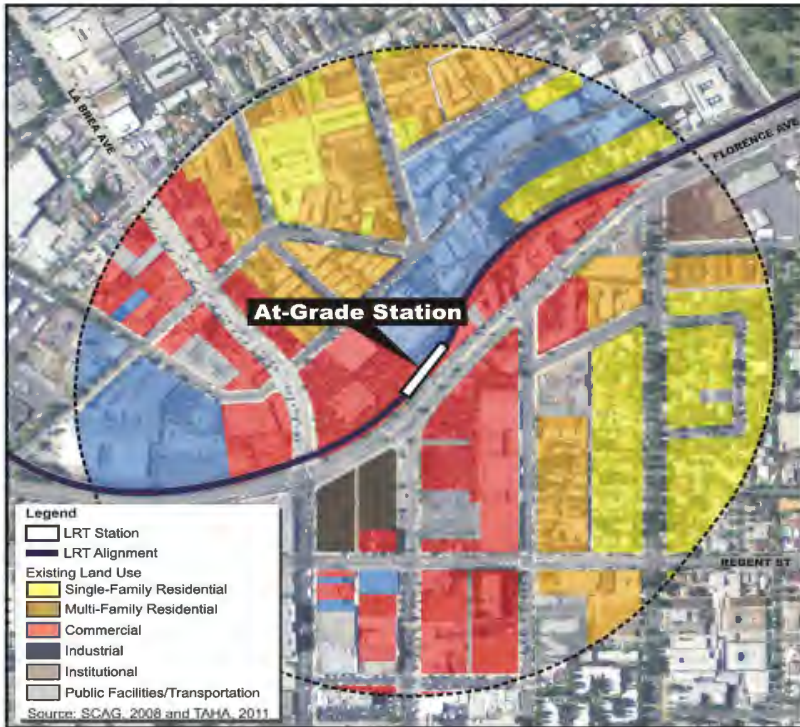 LA BREA AVE
FLORENCE AVE
At-Grade Station
REGENT ST
Legend
LRT Station
LRT Alignment
Existing Land Use
Single-Family Residential
Multi-Family Residential
Commercial
Industrial
Institutional
Public Facilities/Transportation
Source: SCAG, 2008 and TAHA, 2011